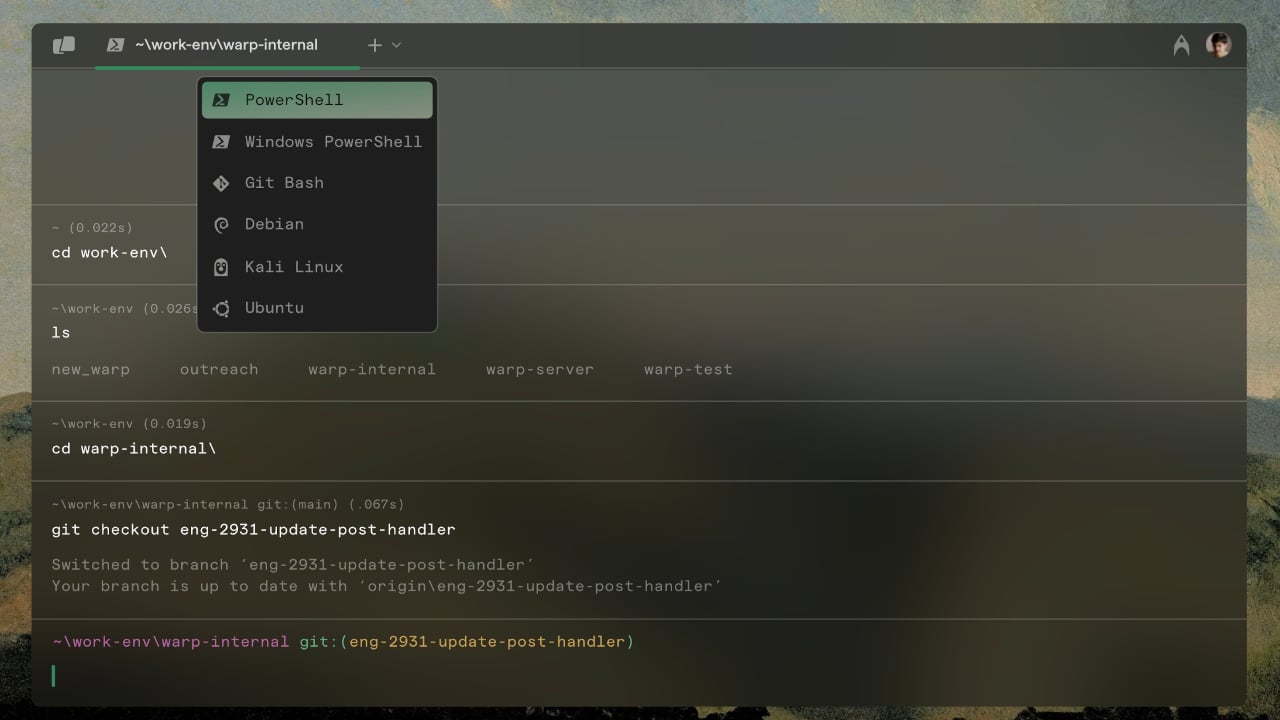 ~\work-env\warp-internal
PowerShell
Windows PowerShell
Git Bash
Debian
Kali Linux
Ubuntu
~ (0.022s)
cd work-env\
~\work-env (0.026s
ls
new_warp outreach warp-internal warp-server warp-test
~\work-env (0.019s)
cd warp-internal\
~\work-env\warp-internal git:(main) (.067s)
git checkout eng-2931-update-post-handler
Switched to branch ´eng-2931-update-post-handler´
Your branch is up to date with ´origin\eng-2931-update-post-handler´
~\work-env\warp-internal git:(eng-2931-update-post-handler)